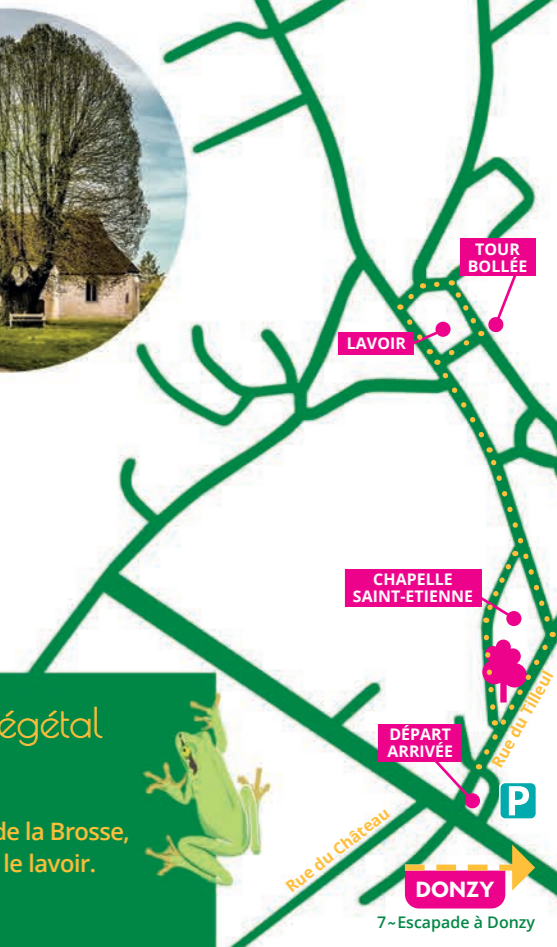 TOUR
BOLLÉE
LAVOIR
CHAPELLE
SAINT-ETIENNE
égétal
DÉPART
ARRIVÉE
Rue du Tilleul
P
de la Brosse,
le lavoir.
Rue du Château
DONZY
7~Escapade à Donzy